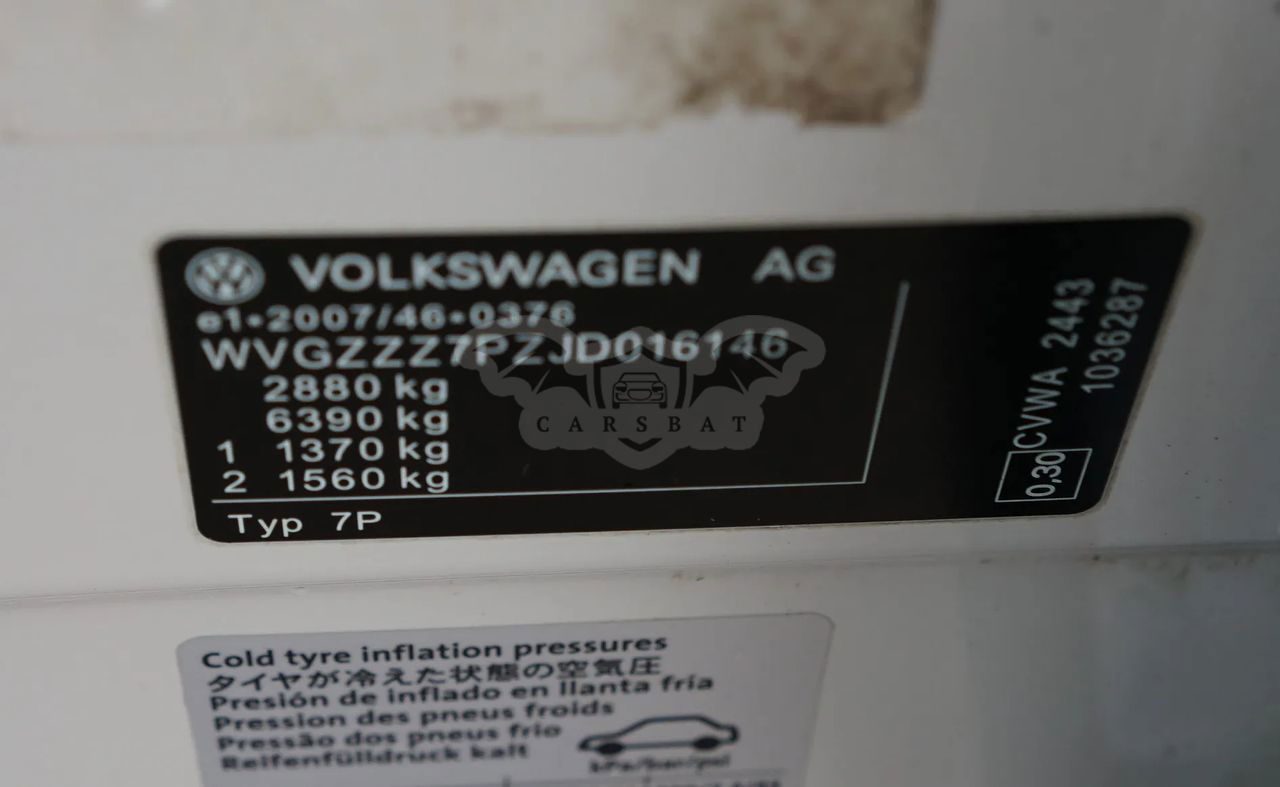 VOLKSWAGEN AG
e1*2007/46*0376
WVGZZZ7PZJD016146
2880 kg
6390 kg
1 1370 kg
2 1560 kg
Typ 7P
0,30 CVWA 2443
1036287
CARSBAT
Cold tyre inflation pressures
タイヤが冷えた状態の空気圧
Presión de inflado en llanta fría
Pression des pneus froids
Pressão dos pneus frio
Reifenfülldruck kalt
kPa/bar/psi